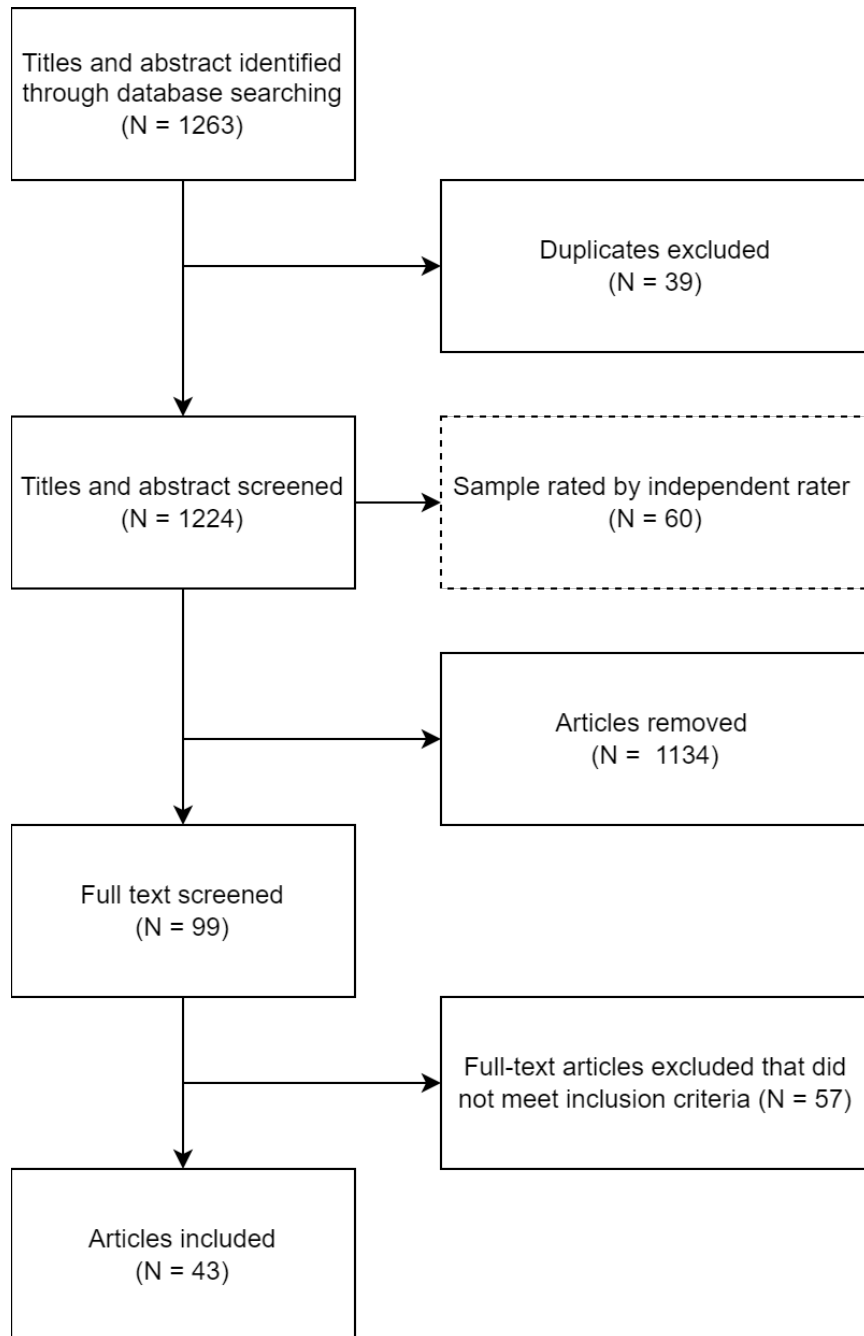 Titles and abstract identified
through database searching
(N = 1263)
Duplicates excluded
(N = 39)
Titles and abstract screened
(N = 1224)
Sample rated by independent rater
(N = 60)
Articles removed
(N =  1134)
Full text screened
(N = 99)
Full-text articles excluded that did
not meet inclusion criteria (N = 57)
Articles included
(N = 43)